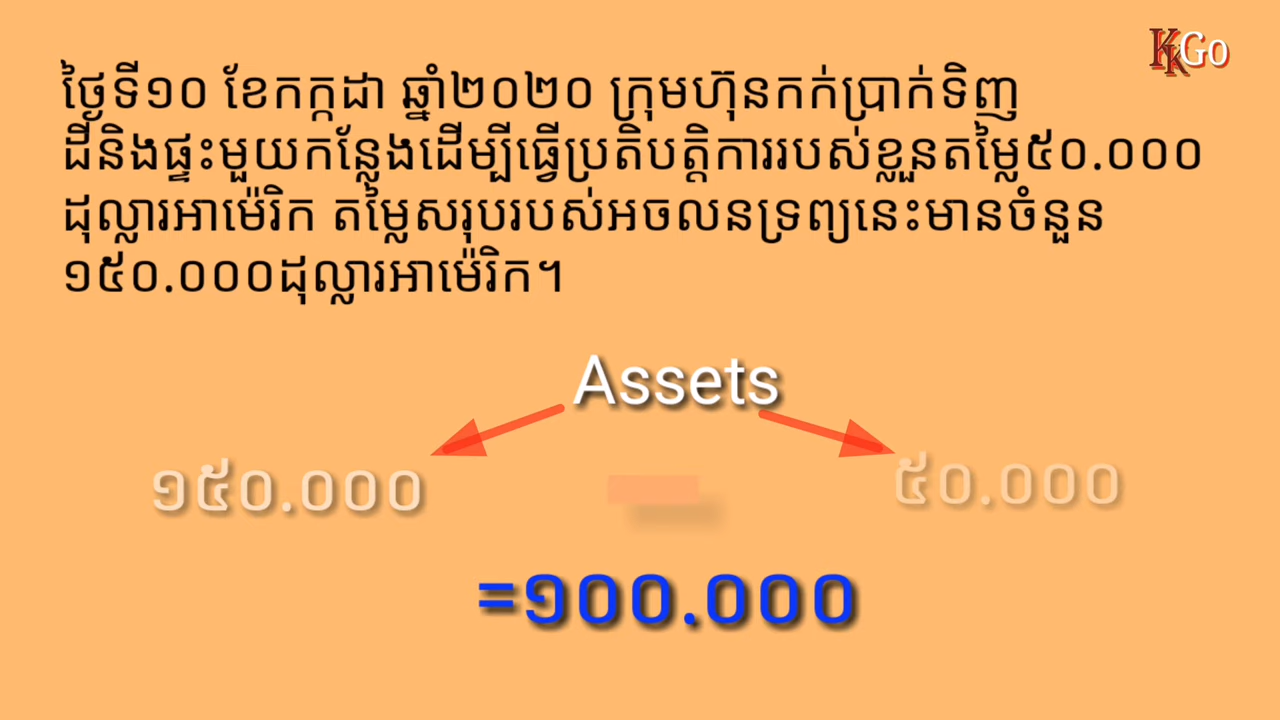 KK Go
ថ្ងៃទី១០ ខែកក្កដា ឆ្នាំ២០២០ ក្រុមហ៊ុនកក់ប្រាក់ទិញ
ដីនិងផ្ទះមួយកន្លែងដើម្បីធ្វើប្រតិបត្តិការរបស់ខ្លួនតម្លៃ៥០.០០០
ដុល្លារអាម៉េរិក តម្លៃសរុបរបស់អចលនទ្រព្យនេះមានចំនួន
១៥០.០០០ដុល្លារអាម៉េរិក។
Assets
១៥០.០០០ - ៥០.០០០
=១០០.០០០